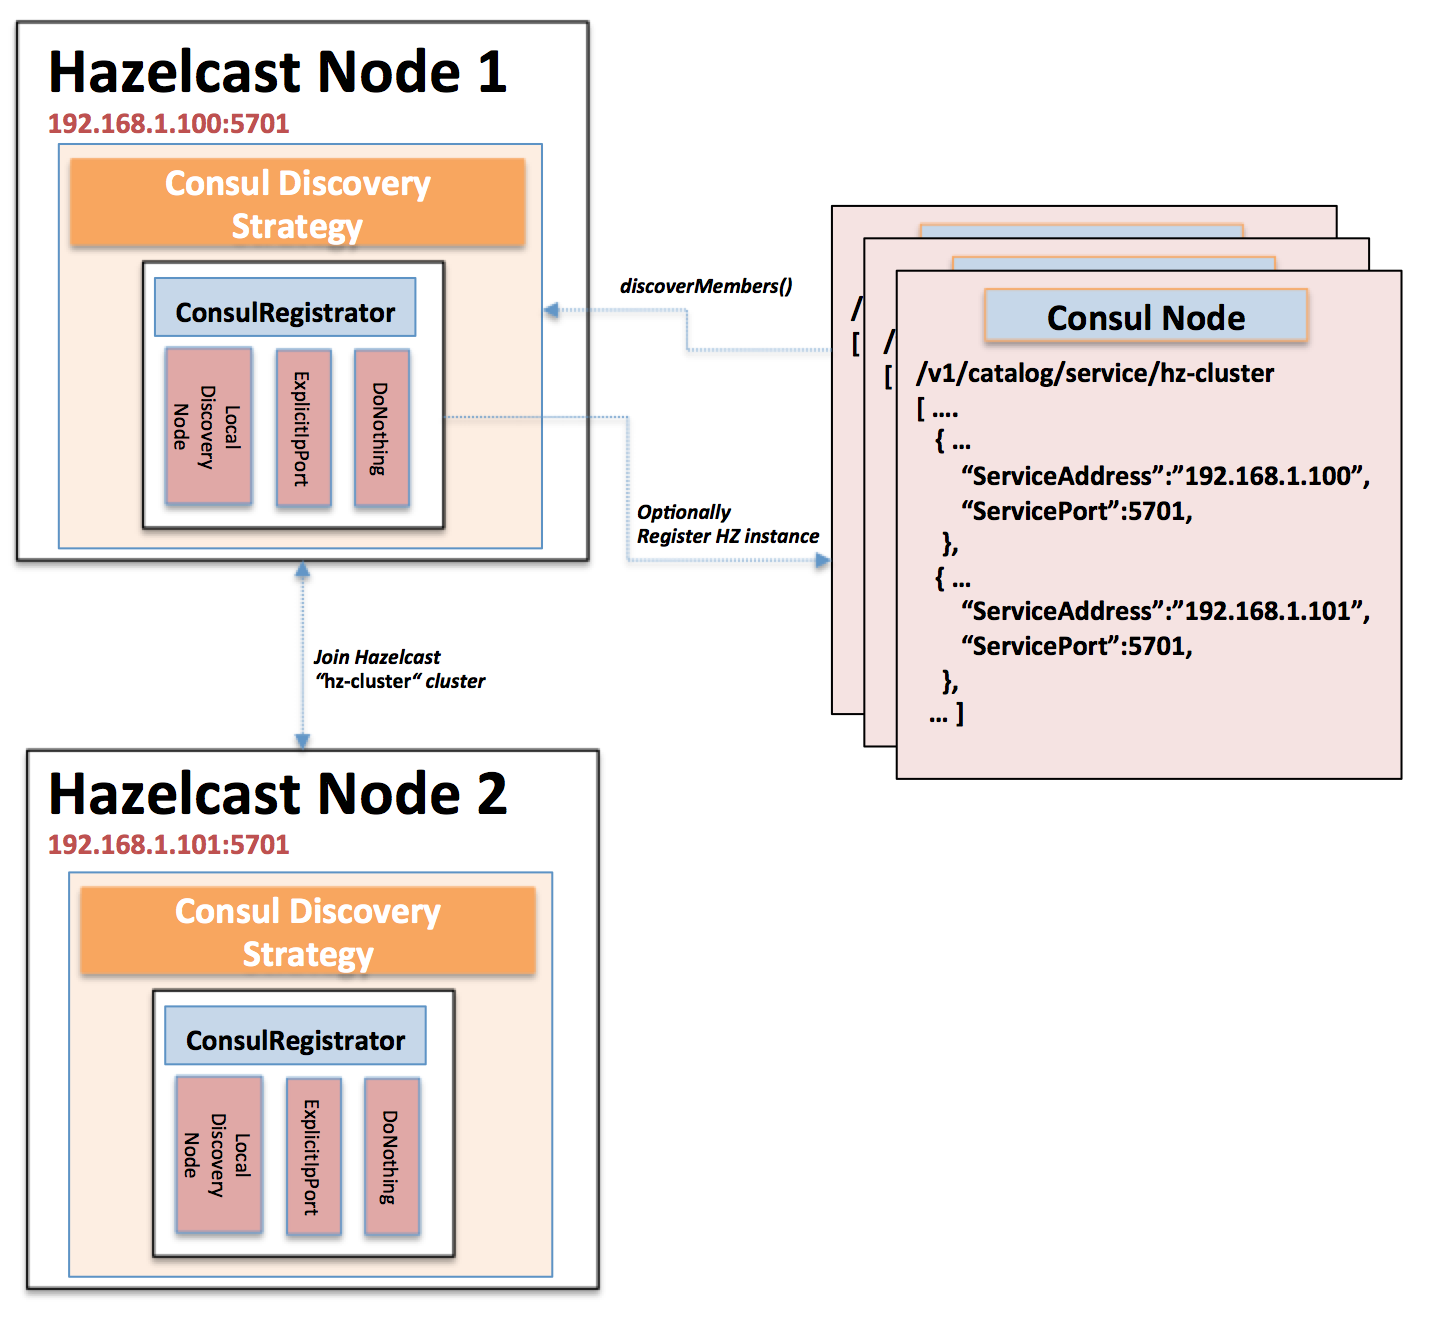 Hazelcast Node 1
192.168.1.100:5701
Consul Discovery
Strategy
ConsulRegistrator
Local
Discovery
Node
ExplicitIpPort
DoNothing
discoverMembers()
Optionally
Register HZ instance
/
[
/
[
Consul Node
/v1/catalog/service/hz-cluster
[ ....
{ ...
“ServiceAddress”:”192.168.1.100”,
“ServicePort”:5701,
},
{ ...
“ServiceAddress”:”192.168.1.101”,
“ServicePort”:5701,
},
... ]
Join Hazelcast
“hz-cluster“ cluster
Hazelcast Node 2
192.168.1.101:5701
Consul Discovery
Strategy
ConsulRegistrator
Local
Discovery
Node
ExplicitIpPort
DoNothing